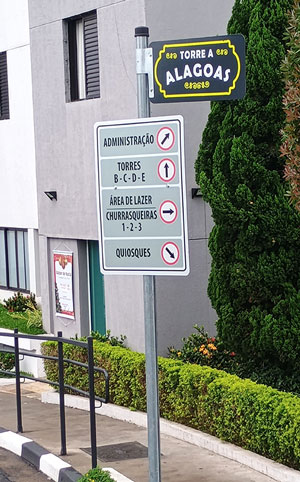 TORRE A
ALAGOAS
ADMINISTRAÇÃO
TORRES
B - C - D - E
ÁREA DE LAZER
CHURRASQUEIRAS
1 - 2 - 3
QUIOSQUES